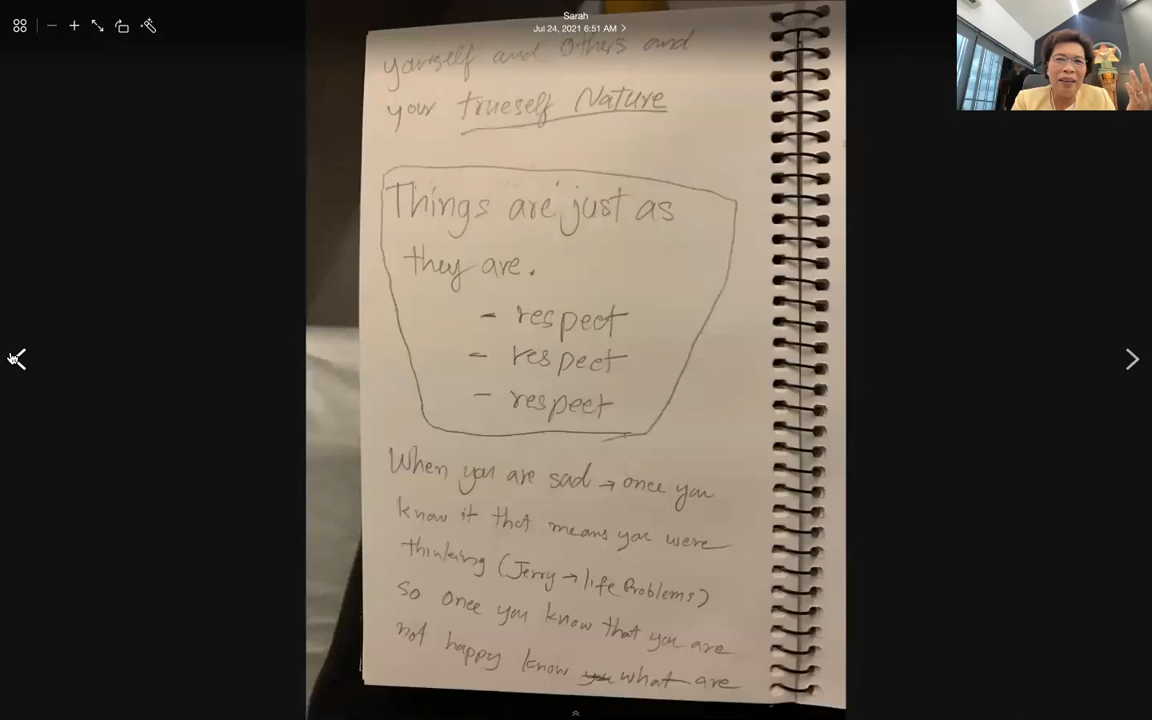 Sarah
Jul 24, 2021 6:51 AM
yourself and others and
your trueself Nature
Things are just as
they are.
- respect
- respect
- respect
When you are sad → once you
know it that means you were
thinking (Jerry → life Problems)
So once you know that you are
not happy know you what are